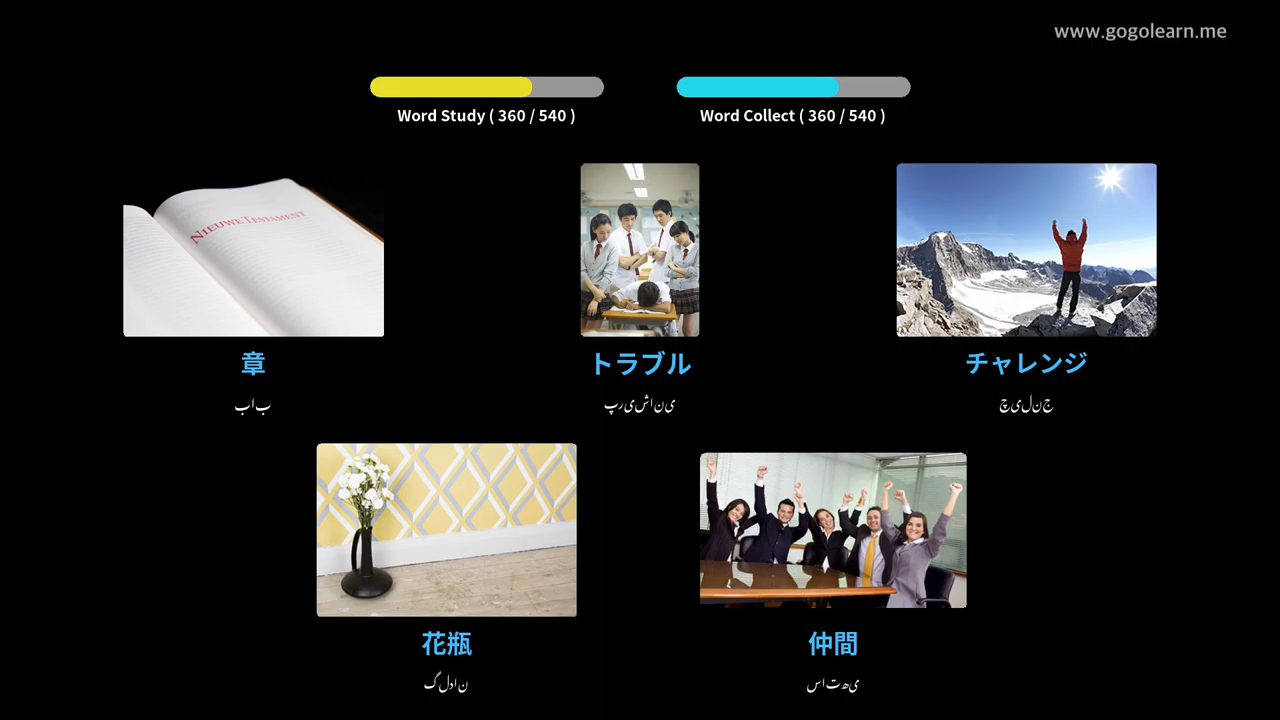 www.gogolearn.me
Word Study ( 360 / 540 )
Word Collect ( 360 / 540 )
NIEUWE TESTAMENT
章
باب
トラブル
پریشانی
チャレンジ
چیلنج
花瓶
گلدان
仲間
ساتھی